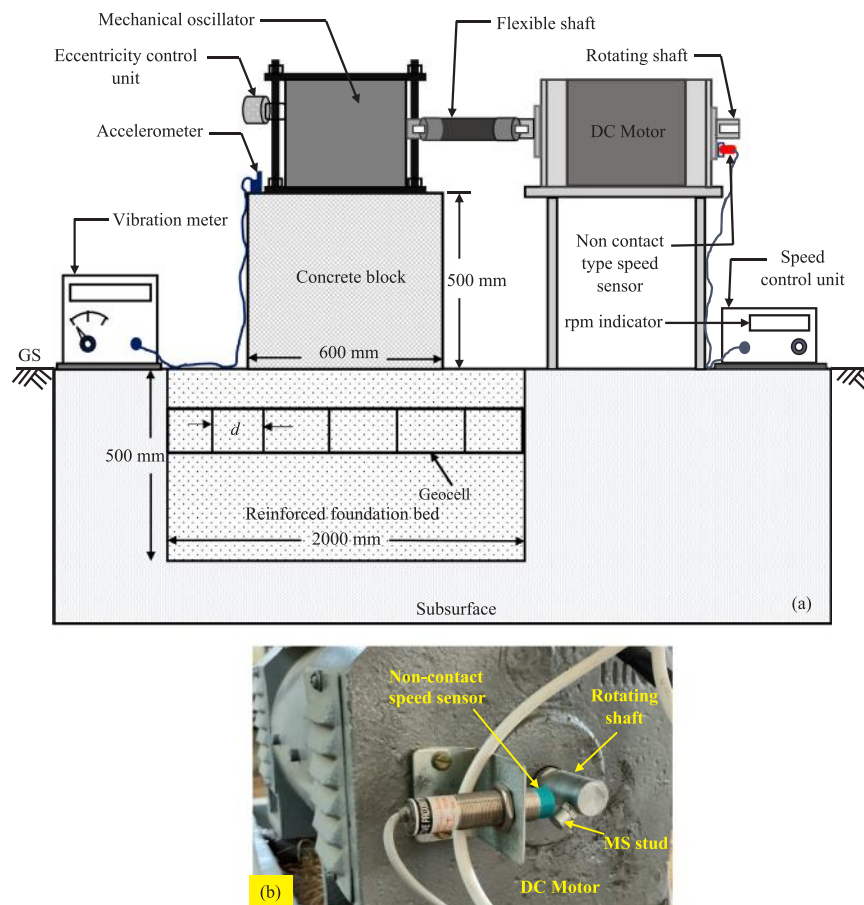 Mechanical oscillator
Flexible shaft
Eccentricity control
unit
Rotating shaft
Accelerometer
DC Motor
Vibration meter
Non contact
type speed
sensor
Speed
control unit
Concrete block
500 mm
rpm indicator
600 mm
GS
d
500 mm
Geocell
Reinforced foundation bed
2000 mm
Subsurface
(a)
Non-contact
speed sensor
Rotating
shaft
MS stud
DC Motor
(b)